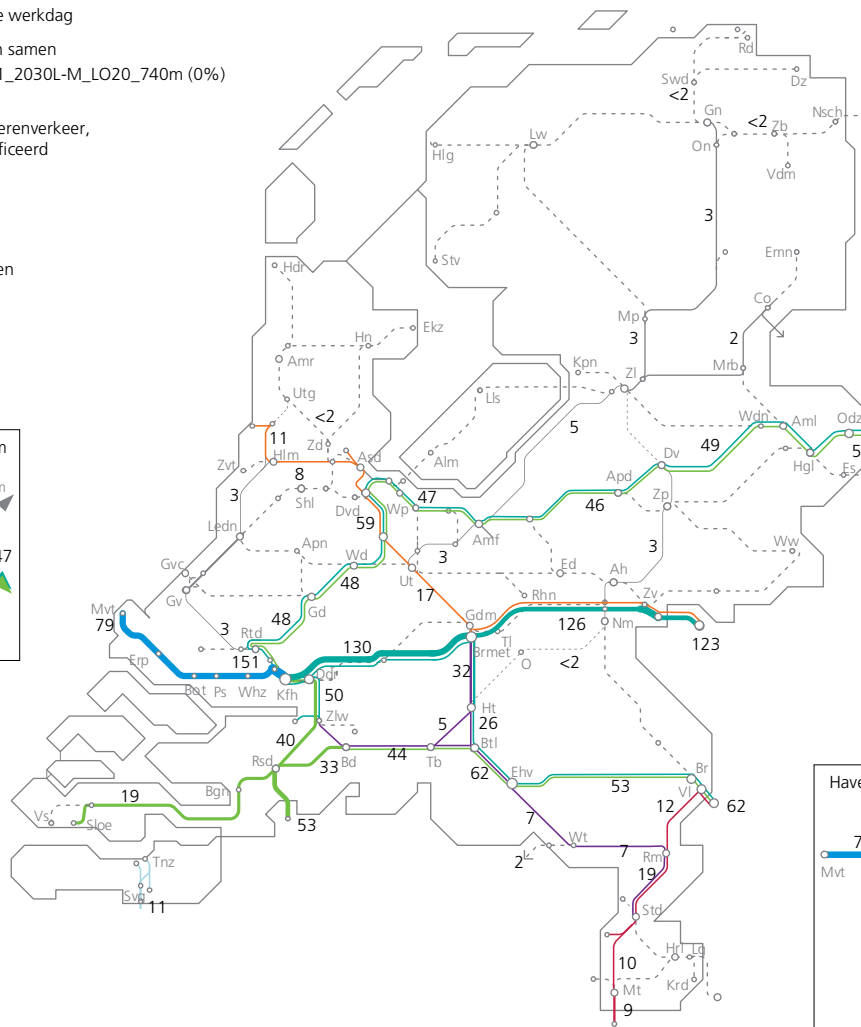 e werkdag
n samen
1_2030L-M_LO20_740m (0%)
erenverkeer,
ficeerd
en
Rd
Swd
<2
Dz
Gn
<2
Zb
Nsch
On
Vdm
Lw
Hlg
3
Stv
Emn
Hdr
Co
Mp
3
2
Ekz
Hn
Amr
Kpn
Zl
Mrb
Utg
Lls
<2
5
Wdn
Aml
Odz
11
Zd
49
5
Hlm
Asd
Alm
Dv
Hgl
Es
Zvt
8
Apd
3
Shl
Wp
47
46
Zp
Dvd
59
Ledn
Amf
Apn
3
3
Ww
Wd
Gvc
48
Ut
Ed
Ah
Gv
17
Rhn
Zv
Mvt
Gd
79
48
Gdm
126
Nm
123
3
Rtd
130
Tl
Erp
151
Brmet
O
<2
Bot
Ps
Whz
Kfh
Ddr
32
50
Zlw
Ht
5
26
40
44
Btl
Rsd
33
Bd
Tb
62
Bgn
Ehv
53
Br
Vl
19
12
62
Vs
Sloe
53
7
Wt
2
7
Rm
Tnz
19
Svg
11
Std
Hrl
Lg
10
Krd
Mt
9
m
m
47
Have
7
Mvt